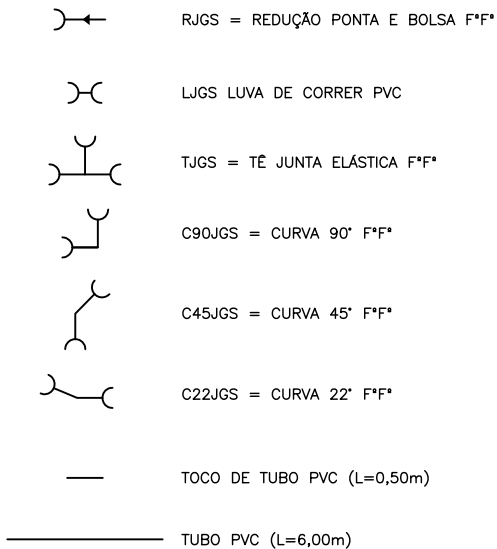 RJGS = REDUÇÃO PONTA E BOLSA FºFº
LJGS LUVA DE CORRER PVC
TJGS = TÊ JUNTA ELÁSTICA FºFº
C90JGS = CURVA 90° FºFº
C45JGS = CURVA 45° FºFº
C22JGS = CURVA 22° FºFº
TOCO DE TUBO PVC (L=0,50m)
TUBO PVC (L=6,00m)